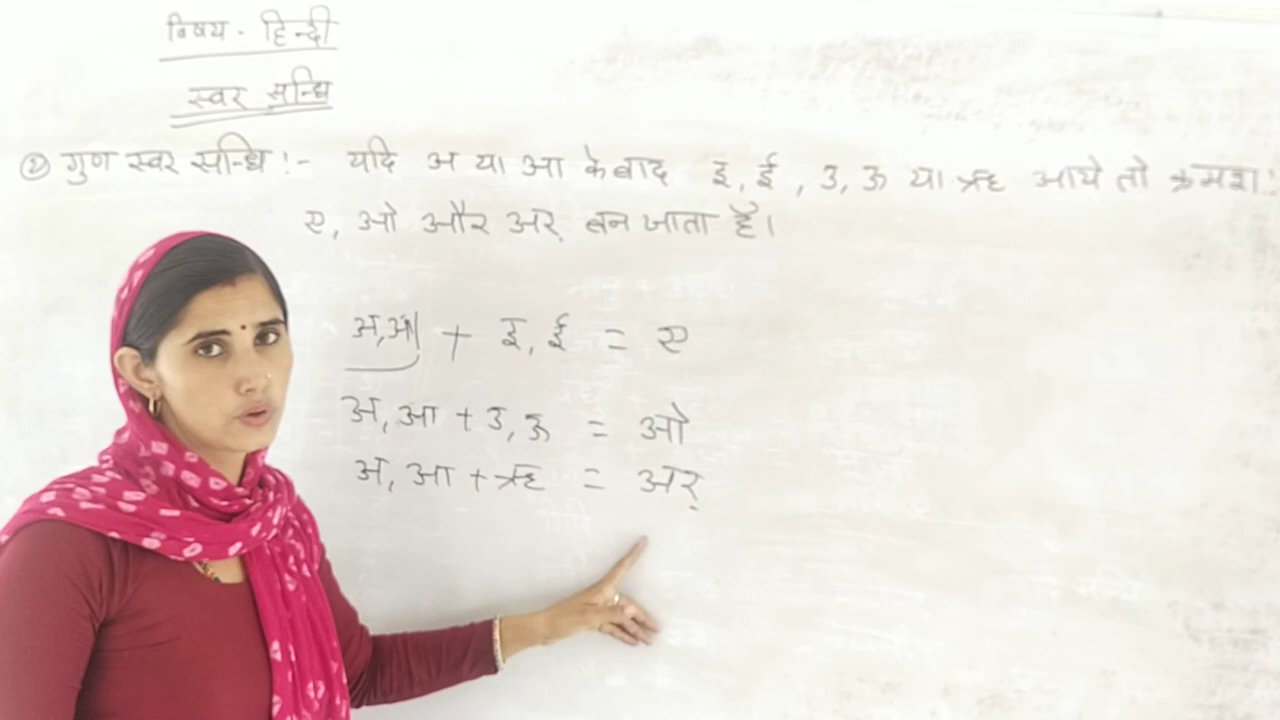 विषय - हिन्दी
स्वर सन्धि
② गुण स्वर सन्धि :- यदि अ या आ के बाद इ, ई, उ, ऊ या ऋ आये तो क्रमश:
ए, ओ और अर् बन जाता है।
अ, आ + इ, ई = ए
अ, आ + उ, ऊ = ओ
अ, आ + ऋ = अर्